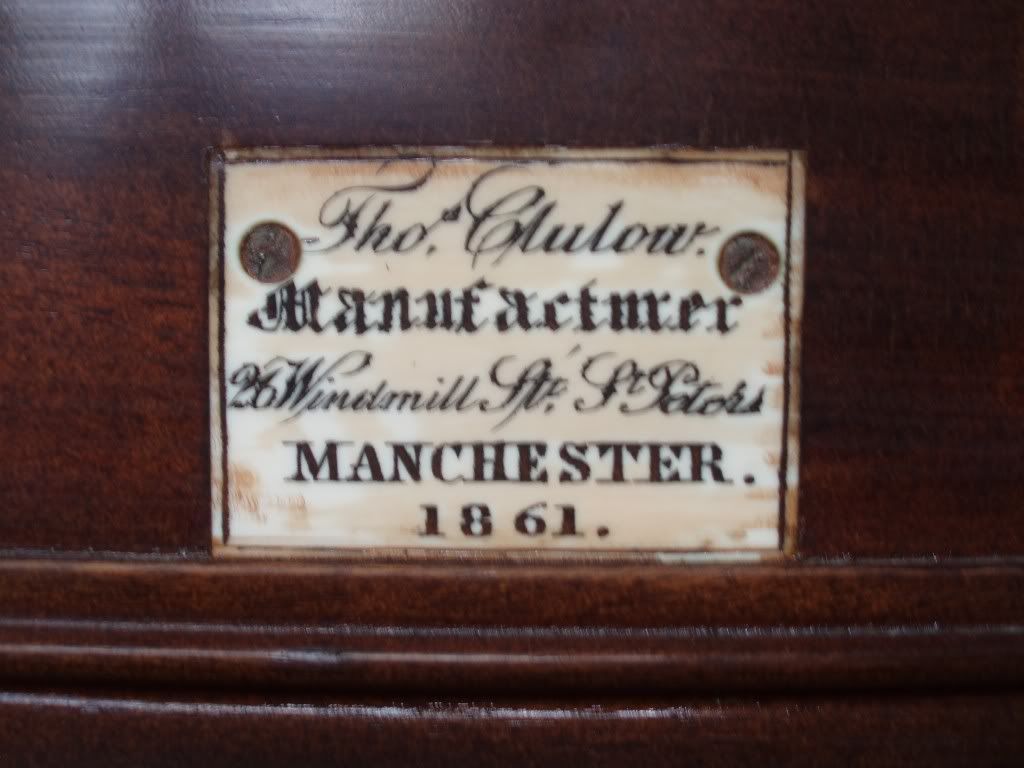 Thos. Clulow.
Manufacturer
26 Windmill Str. St Peters
MANCHESTER.
1861.